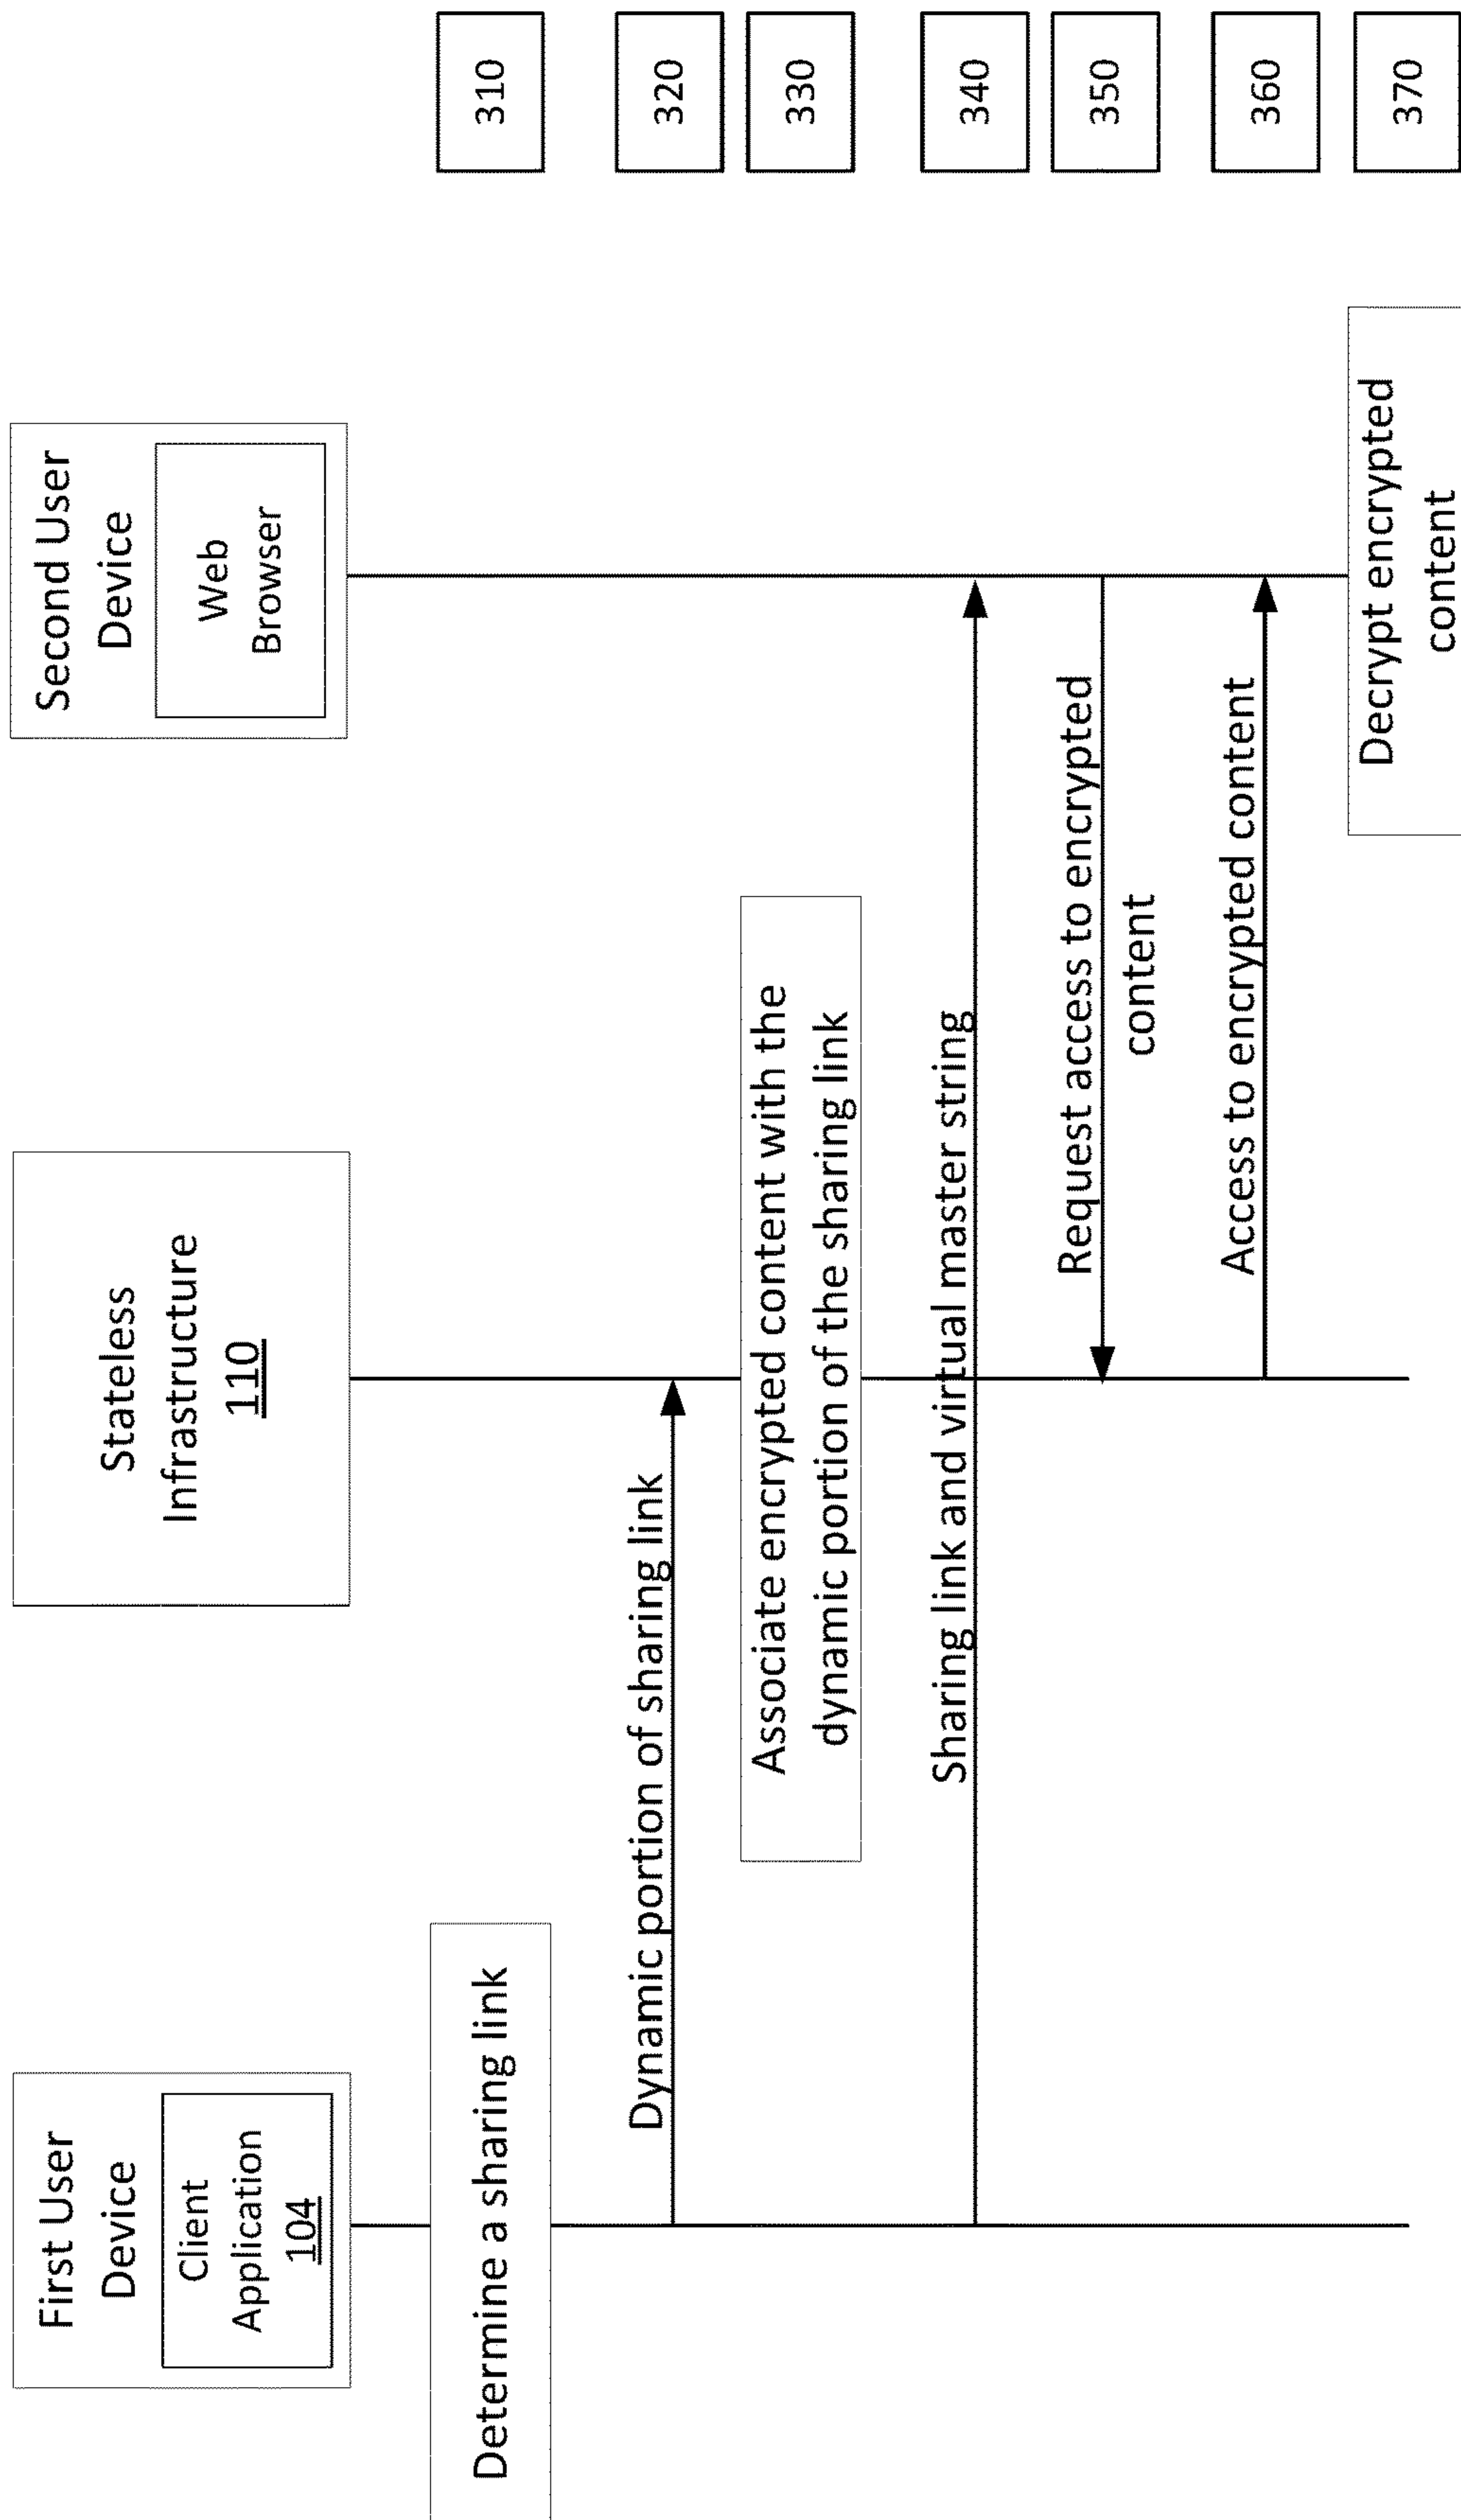 First User
Device
Client
Application
104
Stateless
Infrastructure
110
Second User
Device
Web
Browser
Determine a sharing link
310
Dynamic portion of sharing link
320
Associate encrypted content with the
dynamic portion of the sharing link
330
Sharing link and virtual master string
340
Request access to encrypted
content
350
Access to encrypted content
360
Decrypt encrypted
content
370